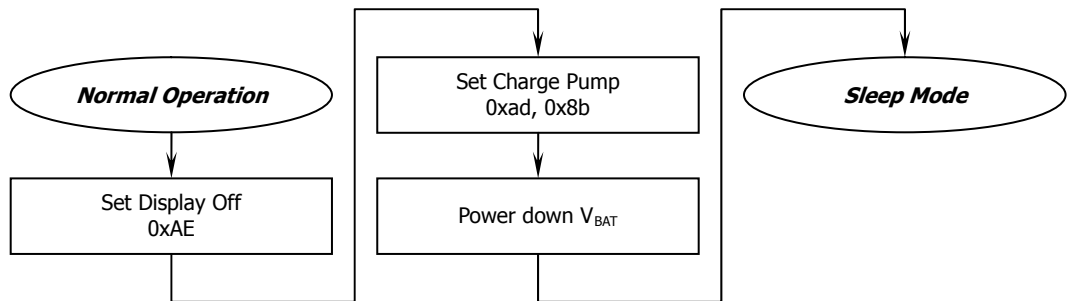 Normal Operation
Set Display Off
0xAE
Set Charge Pump
0xad, 0x8b
Power down VBAT
Sleep Mode